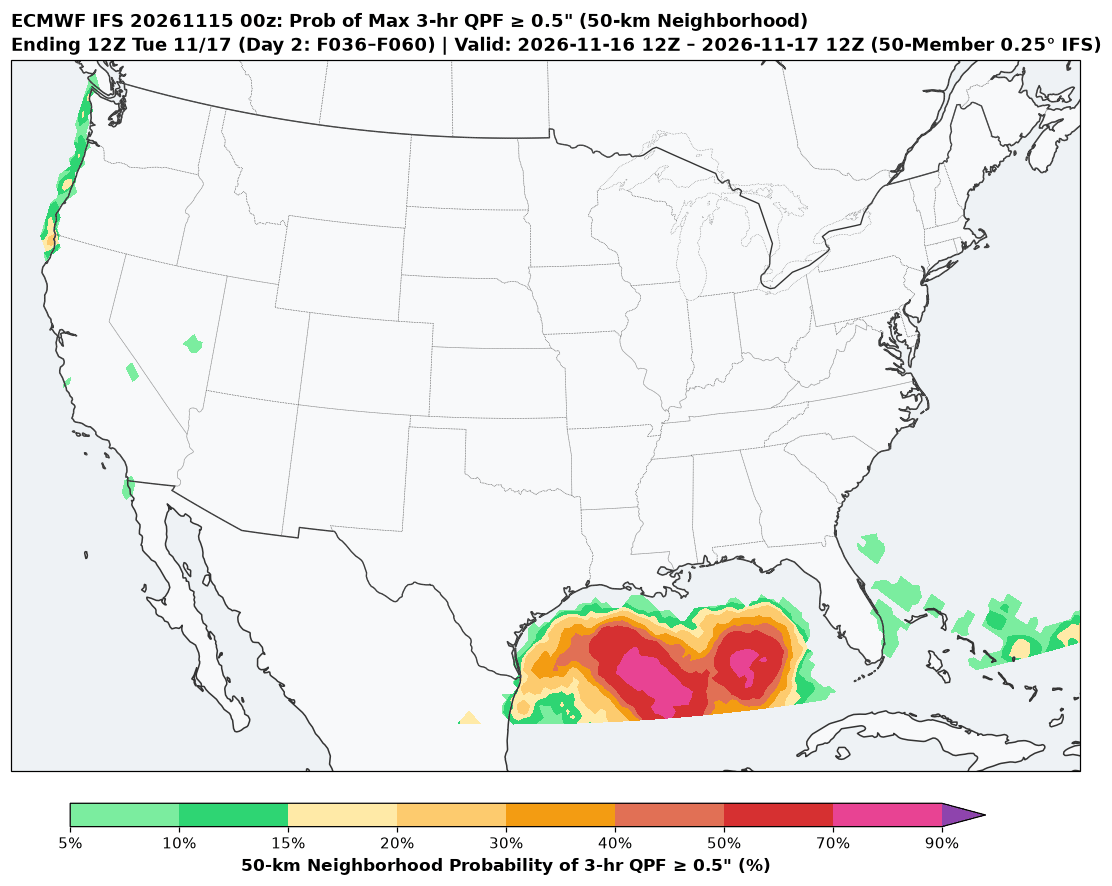 ECMWF IFS 20261115 00z: Prob of Max 3-hr QPF ≥ 0.5" (50-km Neighborhood)
Ending 12Z Tue 11/17 (Day 2: F036–F060) | Valid: 2026-11-16 12Z – 2026-11-17 12Z (50-Member 0.25° IFS)
5% 10% 15% 20% 30% 40% 50% 70% 90%
50-km Neighborhood Probability of 3-hr QPF ≥ 0.5" (%)